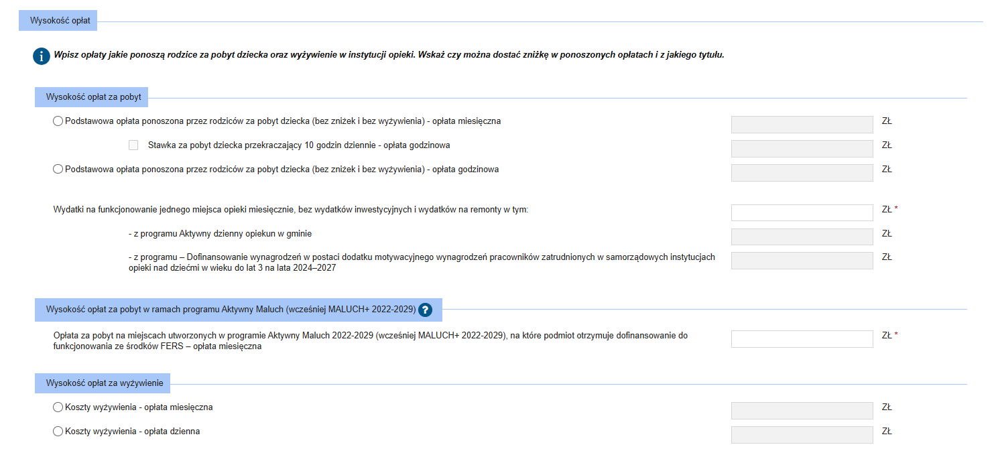 Wysokość opłat
i
Wpisz opłaty jakie ponoszą rodzice za pobyt dziecka oraz wyżywienie w instytucji opieki. Wskaż czy można dostać zniżkę w ponoszonych opłatach i z jakiego tytułu.
Wysokość opłat za pobyt
Podstawowa opłata ponoszona przez rodziców za pobyt dziecka (bez zniżek i bez wyżywienia) - opłata miesięczna ZŁ
Stawka za pobyt dziecka przekraczający 10 godzin dziennie - opłata godzinowa ZŁ
Podstawowa opłata ponoszona przez rodziców za pobyt dziecka (bez zniżek i bez wyżywienia) - opłata godzinowa ZŁ
Wydatki na funkcjonowanie jednego miejsca opieki miesięcznie, bez wydatków inwestycyjnych i wydatków na remonty w tym: ZŁ *
- z programu Aktywny dzienny opiekun w gminie ZŁ
- z programu – Dofinansowanie wynagrodzeń w postaci dodatku motywacyjnego wynagrodzeń pracowników zatrudnionych w samorządowych instytucjach ZŁ
opieki nad dziećmi w wieku do lat 3 na lata 2024–2027
Wysokość opłat za pobyt w ramach programu Aktywny Maluch (wcześniej MALUCH+ 2022-2029) ?
Opłata za pobyt na miejscach utworzonych w programie Aktywny Maluch 2022-2029 (wcześniej MALUCH+ 2022-2029), na które podmiot otrzymuje dofinansowanie do ZŁ *
funkcjonowania ze środków FERS – opłata miesięczna
Wysokość opłat za wyżywienie
Koszty wyżywienia - opłata miesięczna ZŁ
Koszty wyżywienia - opłata dzienna ZŁ